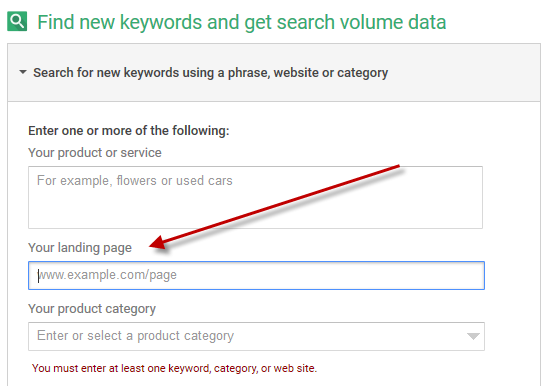 Find new keywords and get search volume data
Search for new keywords using a phrase, website or category
Enter one or more of the following:
Your product or service
For example, flowers or used cars
Your landing page
www.example.com/page
Your product category
Enter or select a product category
You must enter at least one keyword, category, or web site.